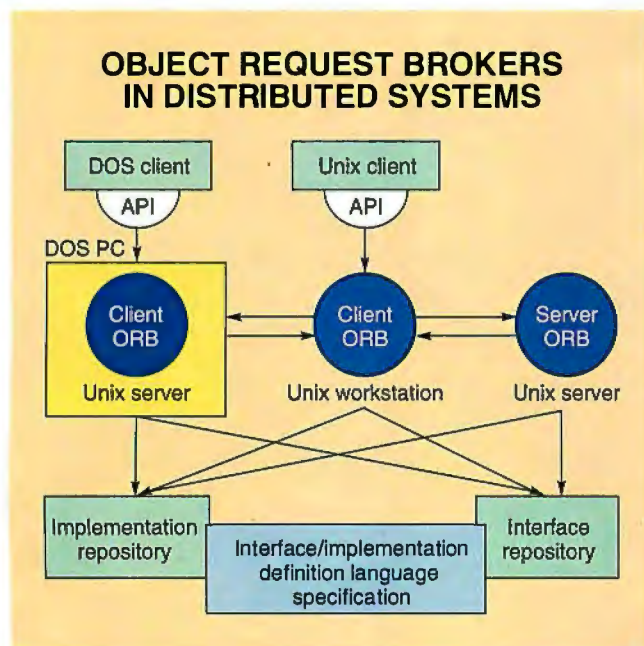 OBJECT REQUEST BROKERS
IN DISTRIBUTED SYSTEMS
DOS client
Unix client
API
API
DOS PC
Client
ORB
Client
ORB
Server
ORB
Unix server
Unix workstation
Unix server
Implementation
repository
Interface/implementation
definition language
specification
Interface
repository